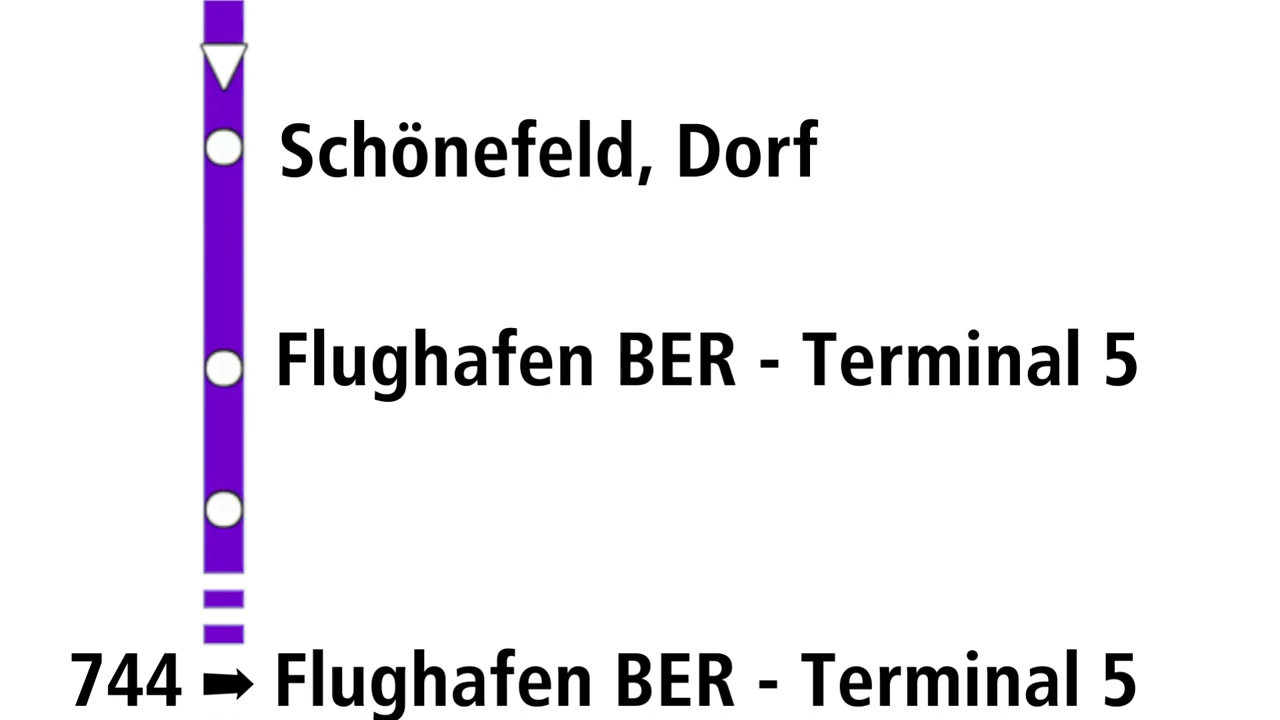 Schönefeld, Dorf
Flughafen BER - Terminal 5
744 ➡ Flughafen BER - Terminal 5